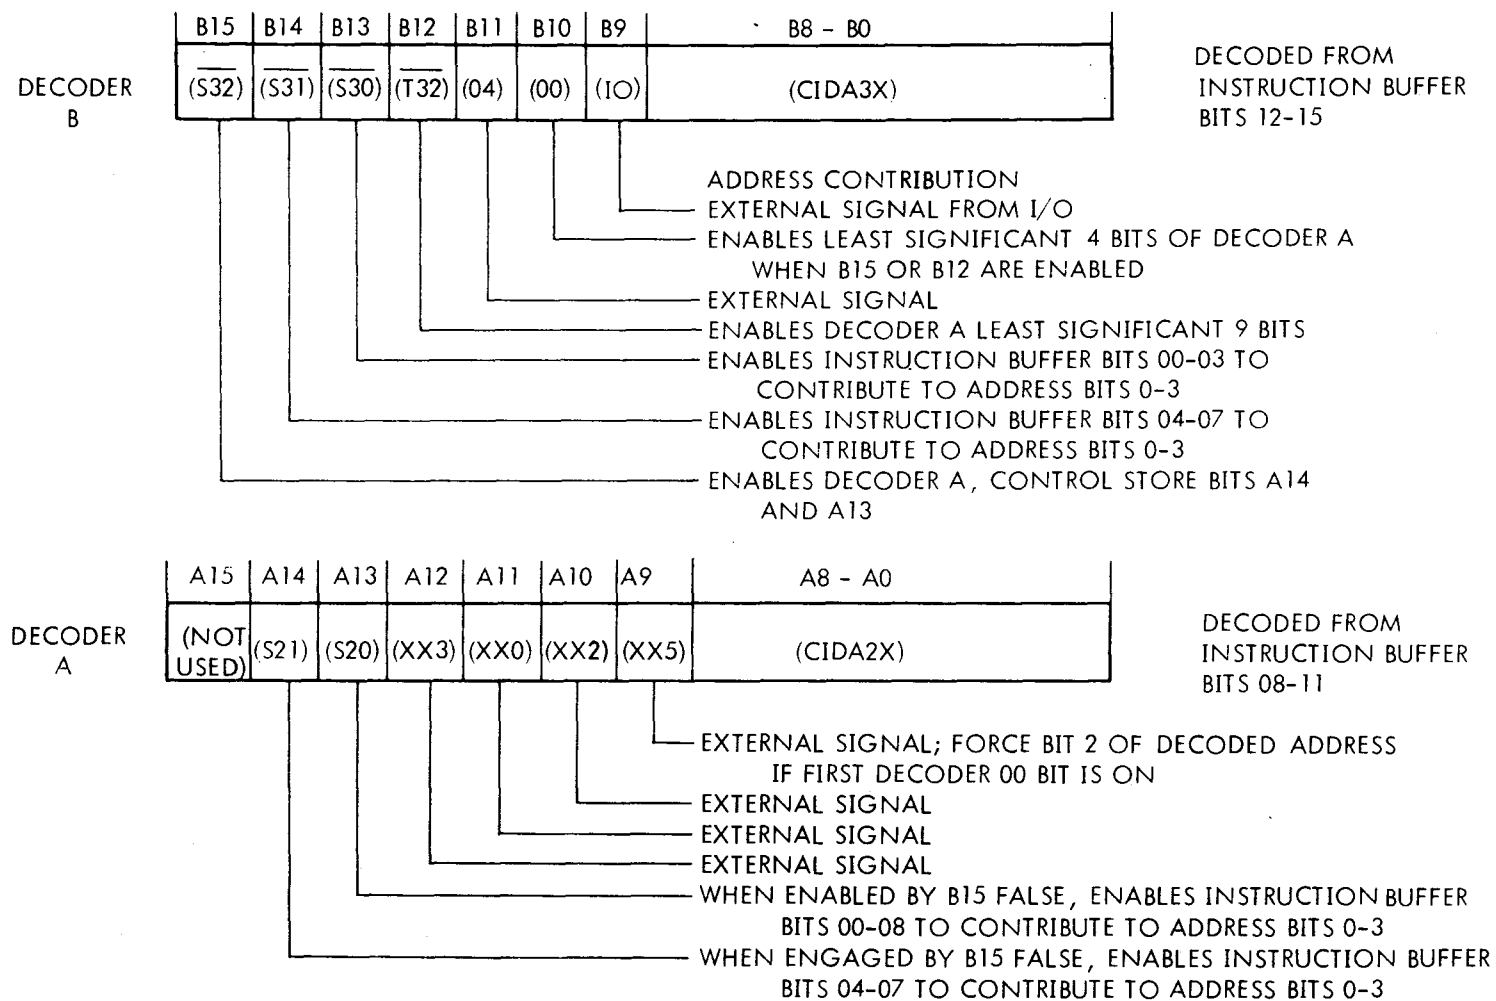 B15 B14 B13 B12 B11 B10 B9 B8 - B0
DECODER
B
(S32) (S31) (S30) (T32) (04) (00) (IO) (CIDA3X)
DECODED FROM
INSTRUCTION BUFFER
BITS 12-15
ADDRESS CONTRIBUTION
EXTERNAL SIGNAL FROM I/O
ENABLES LEAST SIGNIFICANT 4 BITS OF DECODER A
WHEN B15 OR B12 ARE ENABLED
EXTERNAL SIGNAL
ENABLES DECODER A LEAST SIGNIFICANT 9 BITS
ENABLES INSTRUCTION BUFFER BITS 00-03 TO
CONTRIBUTE TO ADDRESS BITS 0-3
ENABLES INSTRUCTION BUFFER BITS 04-07 TO
CONTRIBUTE TO ADDRESS BITS 0-3
ENABLES DECODER A, CONTROL STORE BITS A14
AND A13
A15 A14 A13 A12 A11 A10 A9 A8 - A0
DECODER
A
(NOT
USED) (S21) (S20) (XX3) (XX0) (XX2) (XX5) (CIDA2X)
DECODED FROM
INSTRUCTION BUFFER
BITS 08-11
EXTERNAL SIGNAL; FORCE BIT 2 OF DECODED ADDRESS
IF FIRST DECODER 00 BIT IS ON
EXTERNAL SIGNAL
EXTERNAL SIGNAL
EXTERNAL SIGNAL
WHEN ENABLED BY B15 FALSE, ENABLES INSTRUCTION BUFFER
BITS 00-08 TO CONTRIBUTE TO ADDRESS BITS 0-3
WHEN ENGAGED BY B15 FALSE, ENABLES INSTRUCTION BUFFER
BITS 04-07 TO CONTRIBUTE TO ADDRESS BITS 0-3